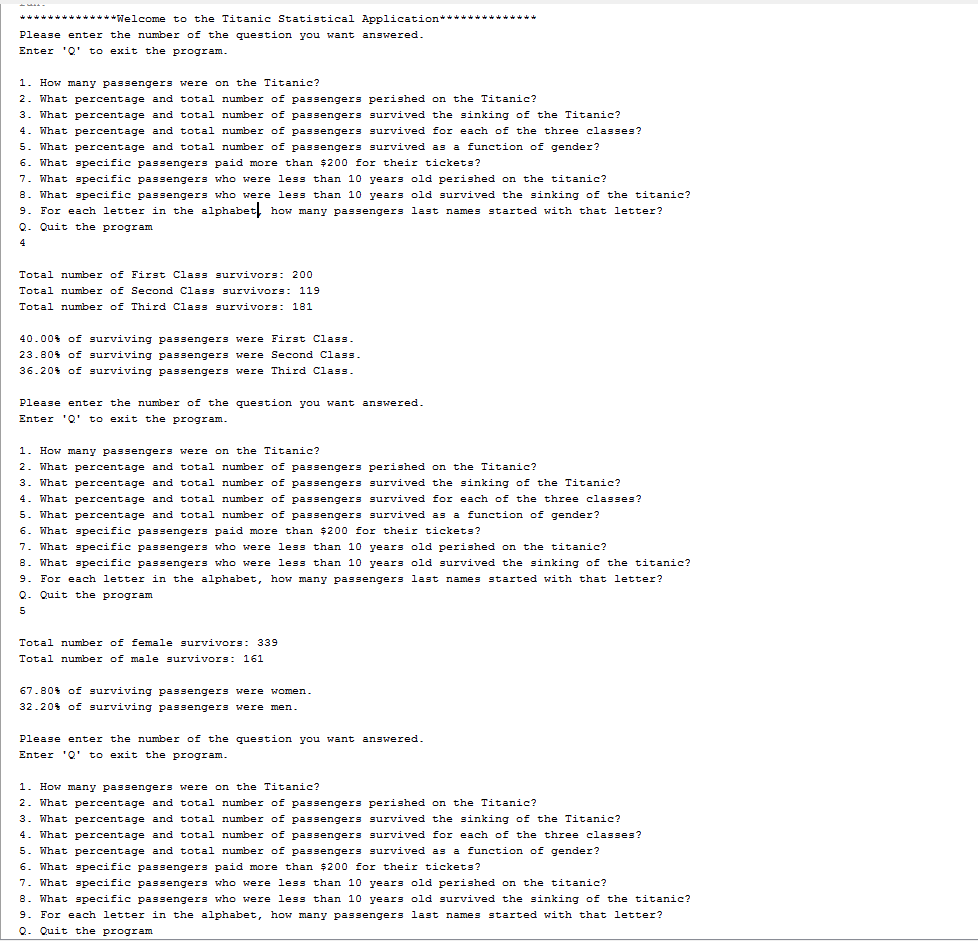 **************Welcome to the Titanic Statistical Application**************
Please enter the number of the question you want answered.
Enter 'Q' to exit the program.
1. How many passengers were on the Titanic?
2. What percentage and total number of passengers perished on the Titanic?
3. What percentage and total number of passengers survived the sinking of the Titanic?
4. What percentage and total number of passengers survived for each of the three classes?
5. What percentage and total number of passengers survived as a function of gender?
6. What specific passengers paid more than $200 for their tickets?
7. What specific passengers who were less than 10 years old perished on the titanic?
8. What specific passengers who were less than 10 years old survived the sinking of the titanic?
9. For each letter in the alphabet, how many passengers last names started with that letter?
Q. Quit the program
4
Total number of First Class survivors: 200
Total number of Second Class survivors: 119
Total number of Third Class survivors: 181
40.00% of surviving passengers were First Class.
23.80% of surviving passengers were Second Class.
36.20% of surviving passengers were Third Class.
Please enter the number of the question you want answered.
Enter 'Q' to exit the program.
1. How many passengers were on the Titanic?
2. What percentage and total number of passengers perished on the Titanic?
3. What percentage and total number of passengers survived the sinking of the Titanic?
4. What percentage and total number of passengers survived for each of the three classes?
5. What percentage and total number of passengers survived as a function of gender?
6. What specific passengers paid more than $200 for their tickets?
7. What specific passengers who were less than 10 years old perished on the titanic?
8. What specific passengers who were less than 10 years old survived the sinking of the titanic?
9. For each letter in the alphabet, how many passengers last names started with that letter?
Q. Quit the program
5
Total number of female survivors: 339
Total number of male survivors: 161
67.80% of surviving passengers were women.
32.20% of surviving passengers were men.
Please enter the number of the question you want answered.
Enter 'Q' to exit the program.
1. How many passengers were on the Titanic?
2. What percentage and total number of passengers perished on the Titanic?
3. What percentage and total number of passengers survived the sinking of the Titanic?
4. What percentage and total number of passengers survived for each of the three classes?
5. What percentage and total number of passengers survived as a function of gender?
6. What specific passengers paid more than $200 for their tickets?
7. What specific passengers who were less than 10 years old perished on the titanic?
8. What specific passengers who were less than 10 years old survived the sinking of the titanic?
9. For each letter in the alphabet, how many passengers last names started with that letter?
Q. Quit the program